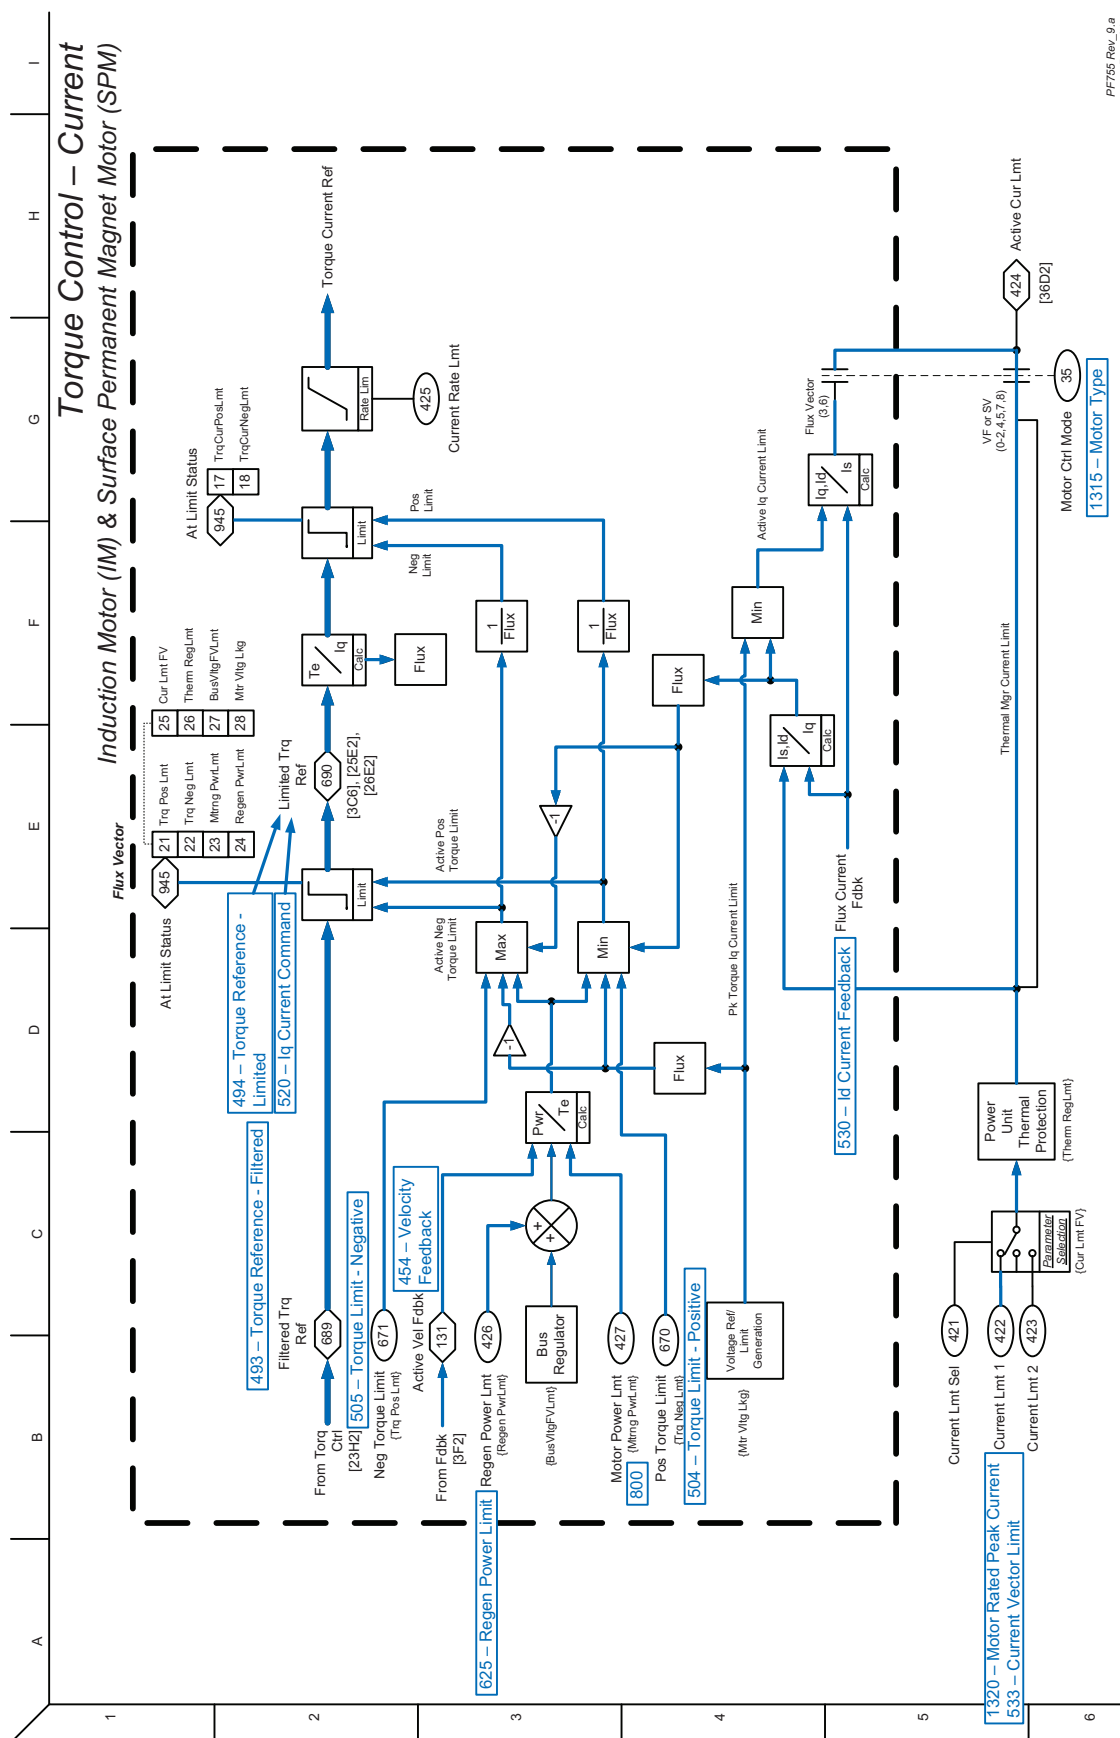 Torque Control – Current
Induction Motor (IM) & Surface Permanent Magnet Motor (SPM)
A
B
C
D
E
F
G
H
I
1
2
3
4
5
6
Flux Vector
At Limit Status
945
21 Trq Pos Lmt
22 Trq Neg Lmt
23 Mtrng PwrLmt
24 Regen PwrLmt
25 Cur Lmt FV
26 Therm RegLmt
27 BusVltgFVLmt
28 Mtr Vltg Lkg
At Limit Status
945
17 TrqCurPosLmt
18 TrqCurNegLmt
494 – Torque Reference -
Limited
520 – Iq Current Command
493 – Torque Reference - Filtered
Filtered Trq
Ref
From Torq
Ctrl
[23H2]
689
Limit
Limited Trq
Ref
690
[3C6], [25E2],
[26E2]
Te
Iq
Calc
Flux
Limit
Rate Lim
Torque Current Ref
425
Current Rate Lmt
505 – Torque Limit - Negative
Neg Torque Limit
{Trq Pos Lmt}
671
454 – Velocity
Feedback
Active Vel Fdbk
From Fdbk
[3F2]
131
625 – Regen Power Limit
Regen Power Lmt
{Regen PwrLmt}
426
Bus
Regulator
{BusVltgFVLmt}
+
+
Pwr
Te
Calc
Motor Power Lmt
{Mtrng PwrLmt}
427
800
Pos Torque Limit
{Trq Neg Lmt}
670
504 – Torque Limit - Positive
Voltage Ref/
Limit
Generation
{Mtr Vltg Lkg}
-1
Flux
Max
Min
Active Neg
Torque Limit
Active Pos
Torque Limit
-1
Flux
1
Flux
1
Flux
Neg
Limit
Pos
Limit
Pk Torque Iq Current Limit
Min
Active Iq Current Limit
Is,Id
Iq
Calc
Iq,Id
Is
Calc
Flux Vector
(3,6)
530 – Id Current Feedback
Flux Current
Fdbk
Current Lmt Sel
421
Current Lmt 1
422
Current Lmt 2
423
1320 – Motor Rated Peak Current
533 – Current Vector Limit
Parameter
Selection
{Cur Lmt FV}
Power
Unit
Thermal
Protection
{Therm RegLmt}
Thermal Mgr Current Limit
VF or SV
(0-2,4,5,7,8)
Motor Ctrl Mode
35
1315 – Motor Type
424
Active Cur Lmt
[36D2]
PF755 Rev_9.a